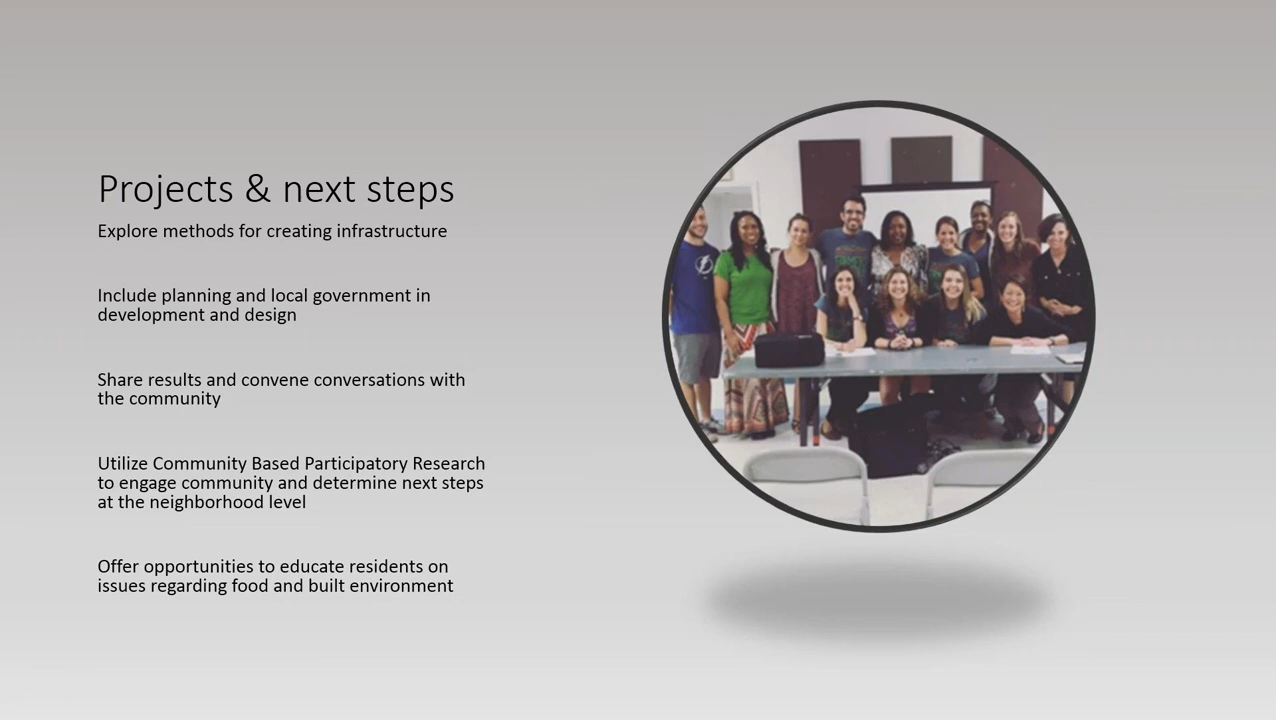 Projects & next steps
Explore methods for creating infrastructure
Include planning and local government in
development and design
Share results and convene conversations with
the community
Utilize Community Based Participatory Research
to engage community and determine next steps
at the neighborhood level
Offer opportunities to educate residents on
issues regarding food and built environment